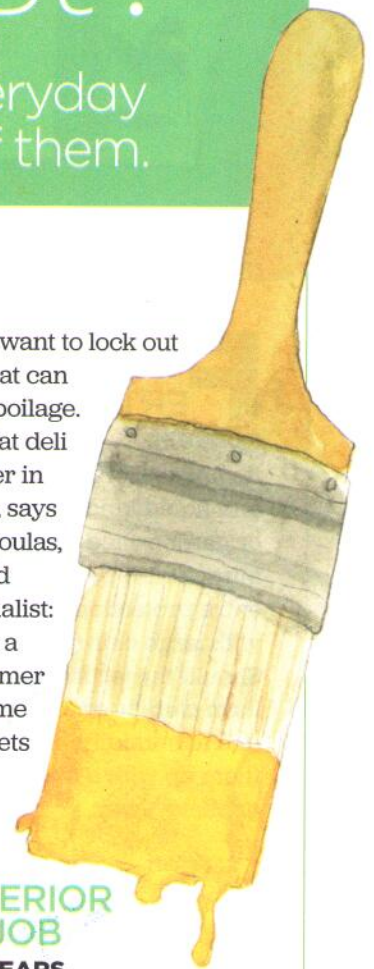 eryday
f them.
want to lock out
at can
poilage.
at deli
er in
, says
oulas,
d
alist:
a
mer
me
ets
ERIOR
JOB
EARS